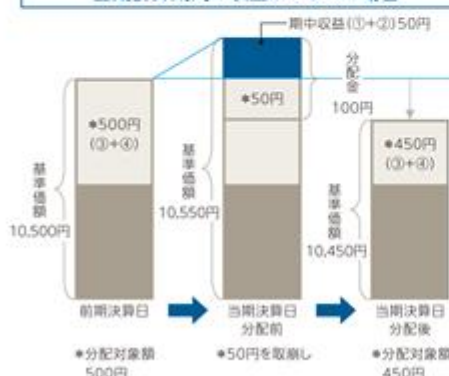 期中収益(①+②)50円
分配金
100円
*50円
*500円
(③+④)
*450円
(③+④)
基準価額
10,500円
基準価額
10,550円
基準価額
10,450円
前期決算日
当期決算日
分配前
当期決算日
分配後
*分配対象額
500円
*50円を取崩し
*分配対象額
450円